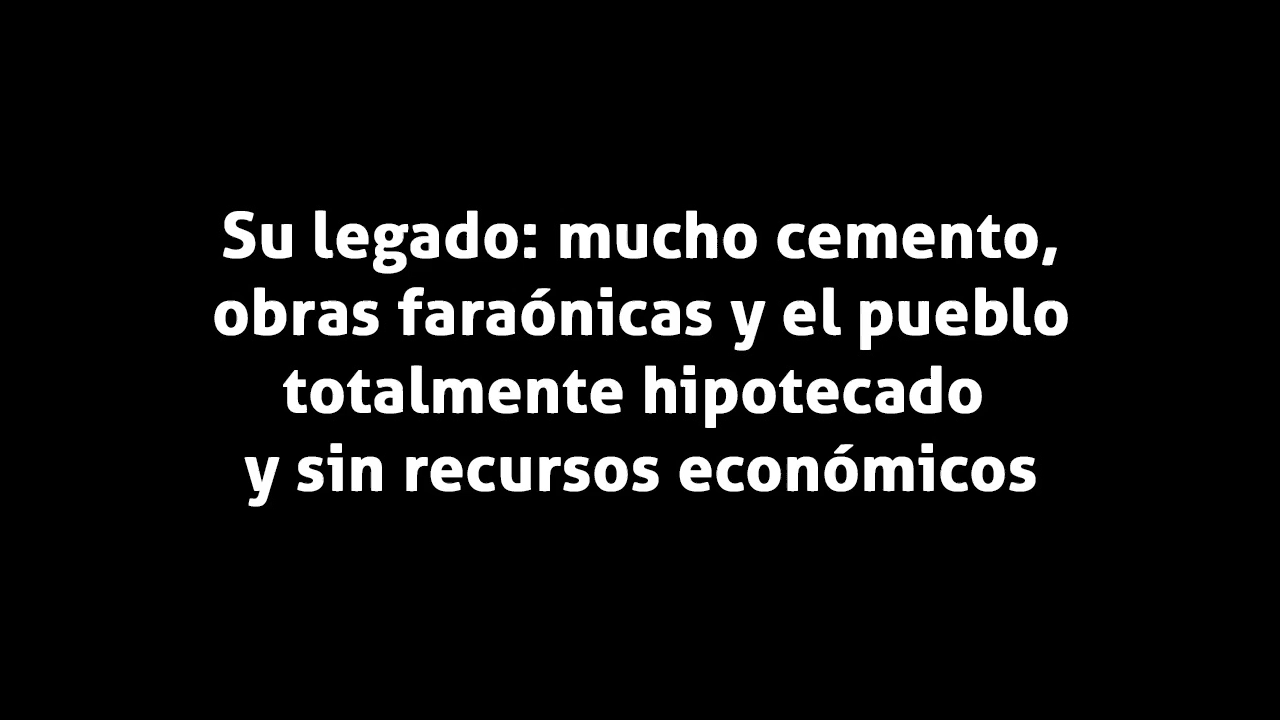 Su legado: mucho cemento,
obras faraónicas y el pueblo
totalmente hipotecado
y sin recursos económicos